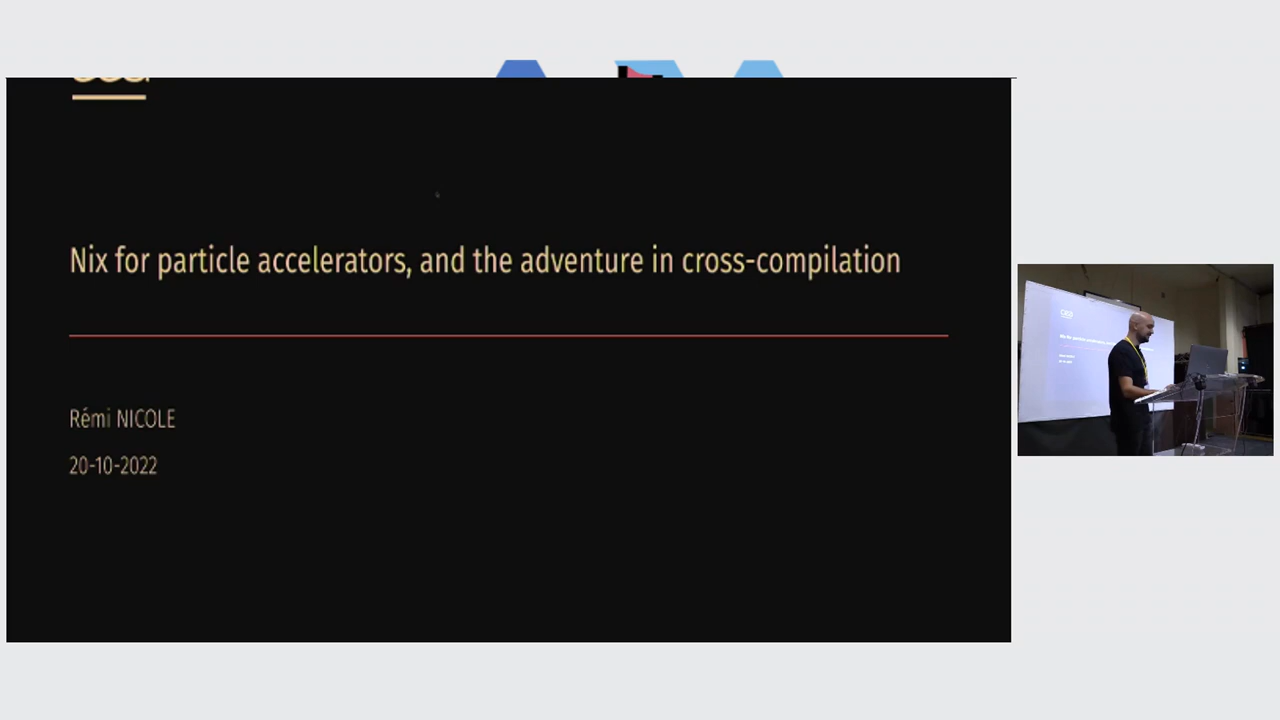 Nix for particle accelerators, and the adventure in cross-compilation
Rémi NICOLE
20-10-2022